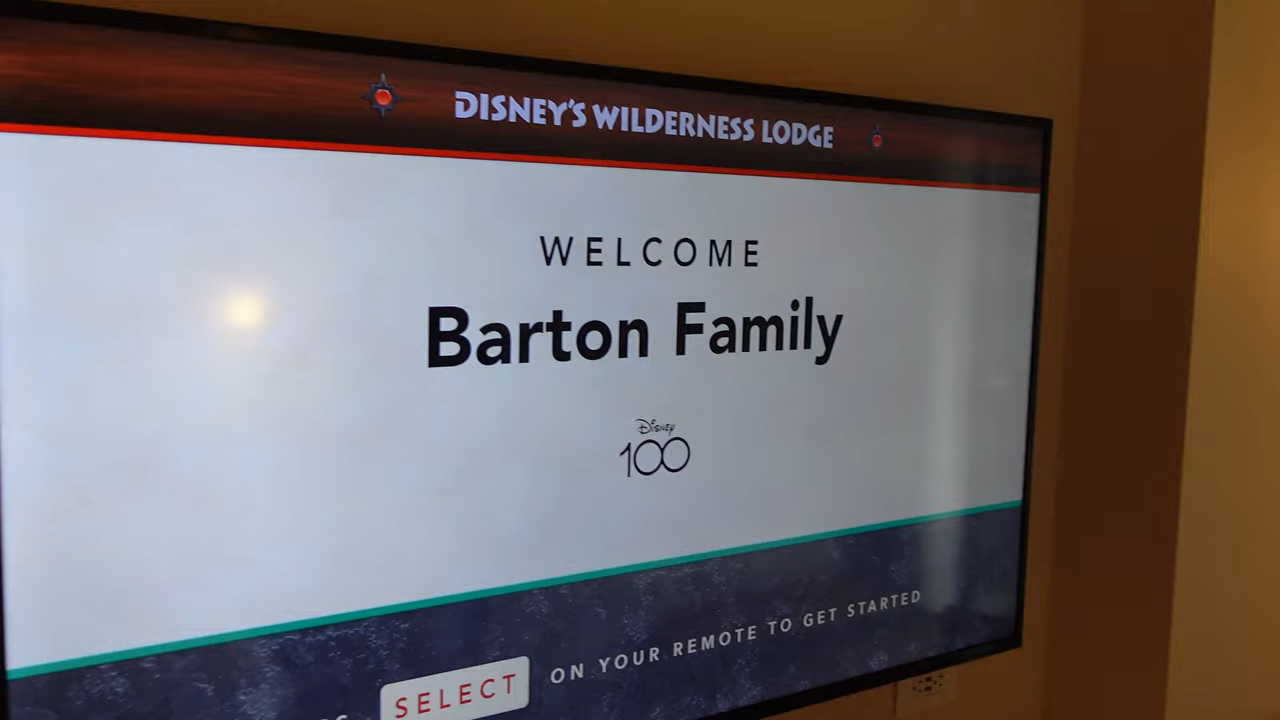 DISNEY'S WILDERNESS LODGE
WELCOME
Barton Family
Disney
100
SELECT ON YOUR REMOTE TO GET STARTED